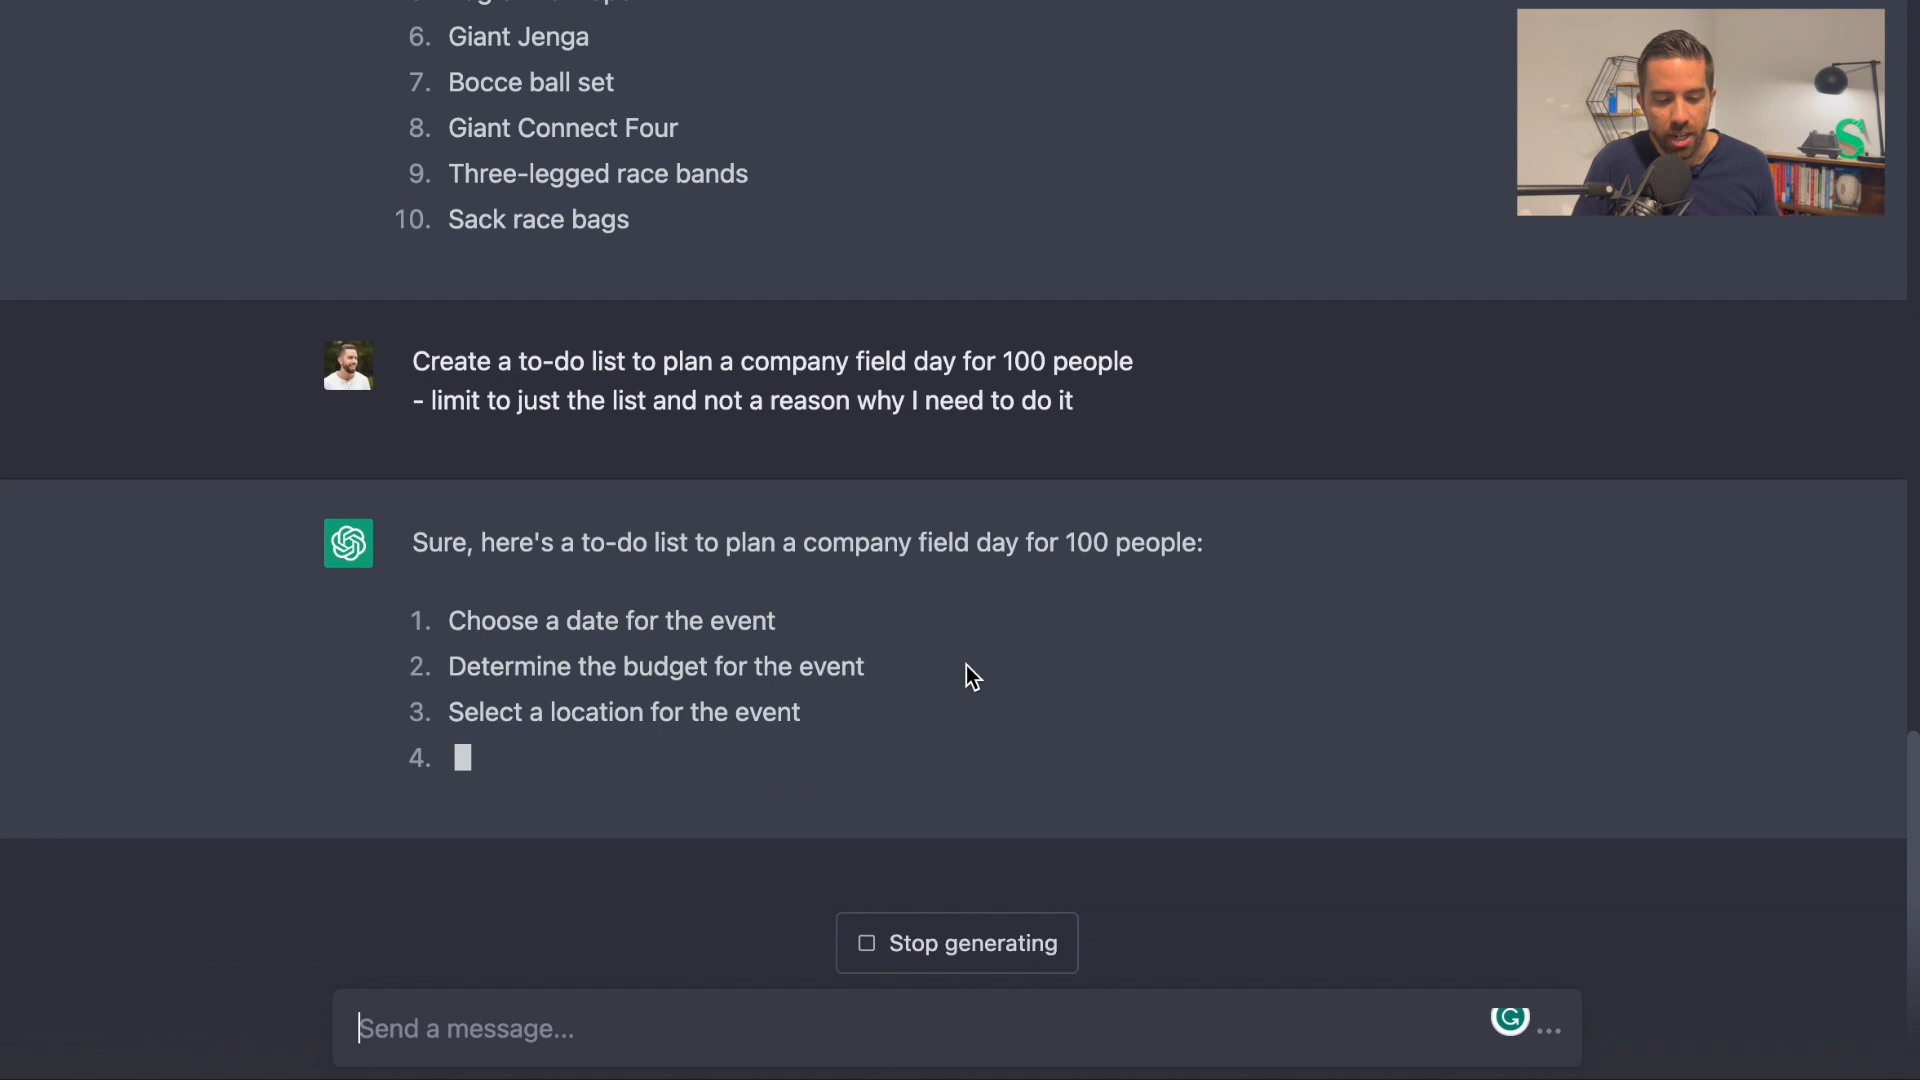 6. Giant Jenga
7. Bocce ball set
8. Giant Connect Four
9. Three-legged race bands
10. Sack race bags
Create a to-do list to plan a company field day for 100 people
- limit to just the list and not a reason why I need to do it
Sure, here's a to-do list to plan a company field day for 100 people:
1. Choose a date for the event
2. Determine the budget for the event
3. Select a location for the event
4.
Stop generating
Send a message...